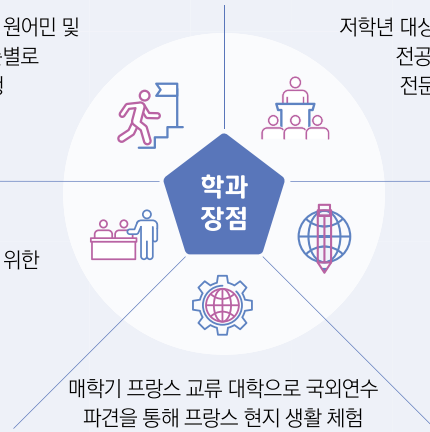 원어민 및
별로
저학년 대상
전공
전문
학과
장점
위한
매학기 프랑스 교류 대학으로 국외연수
파견을 통해 프랑스 현지 생활 체험